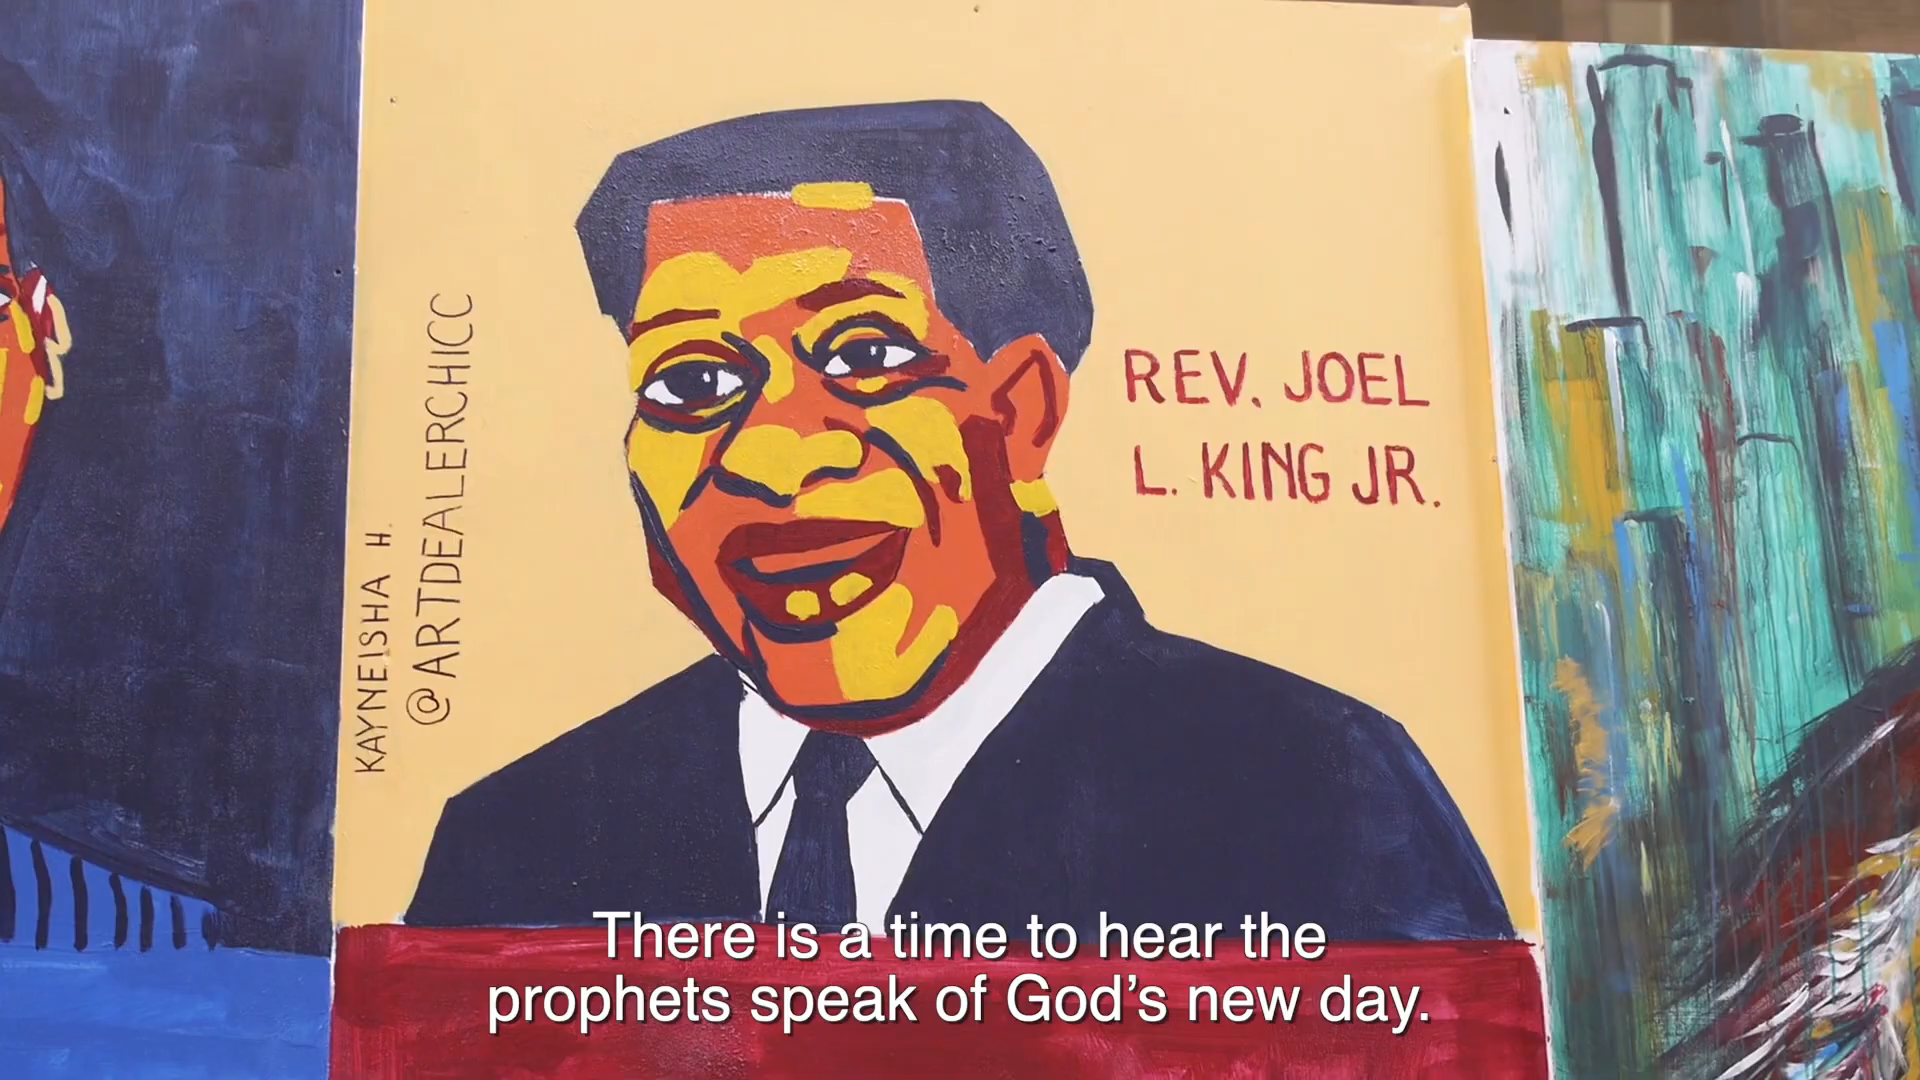 KAYNEISHA H.
@ARTDEALERCHICC
REV. JOEL
L. KING JR.
There is a time to hear the
prophets speak of God’s new day.